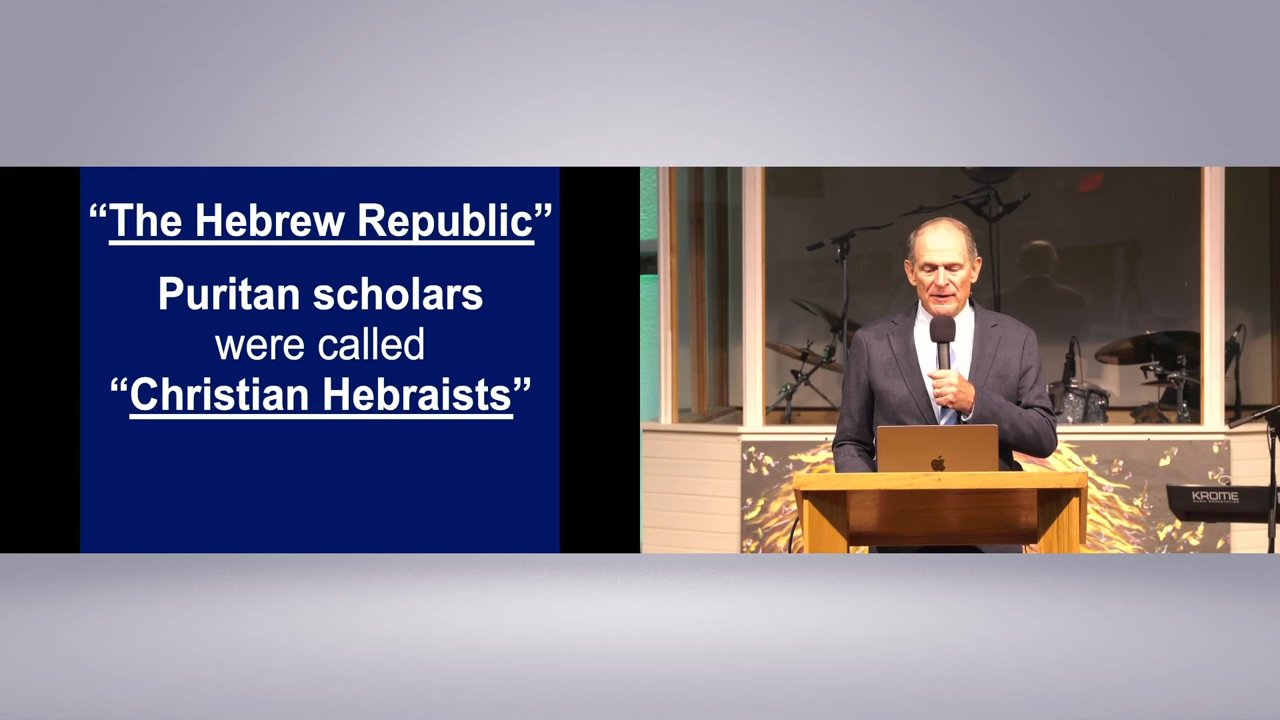 “The Hebrew Republic”
Puritan scholars
were called
“Christian Hebraists”
KROME